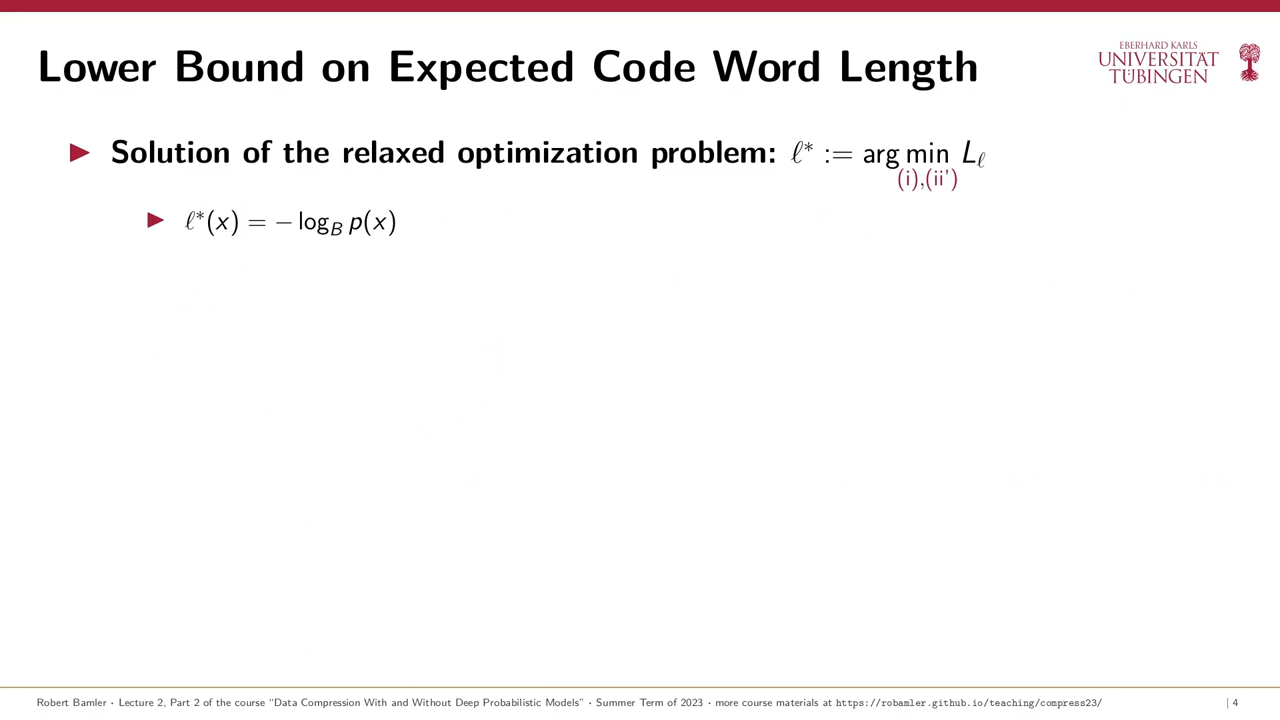 Lower Bound on Expected Code Word Length
EBERHARD KARLS
UNIVERSITÄT
TÜBINGEN
Solution of the relaxed optimization problem: ℓ* := arg min L_ℓ
(i),(ii')
ℓ*(x) = − log_B p(x)
Robert Bamler · Lecture 2, Part 2 of the course “Data Compression With and Without Deep Probabilistic Models” · Summer Term of 2023 · more course materials at https://robamler.github.io/teaching/compress23/ | 4